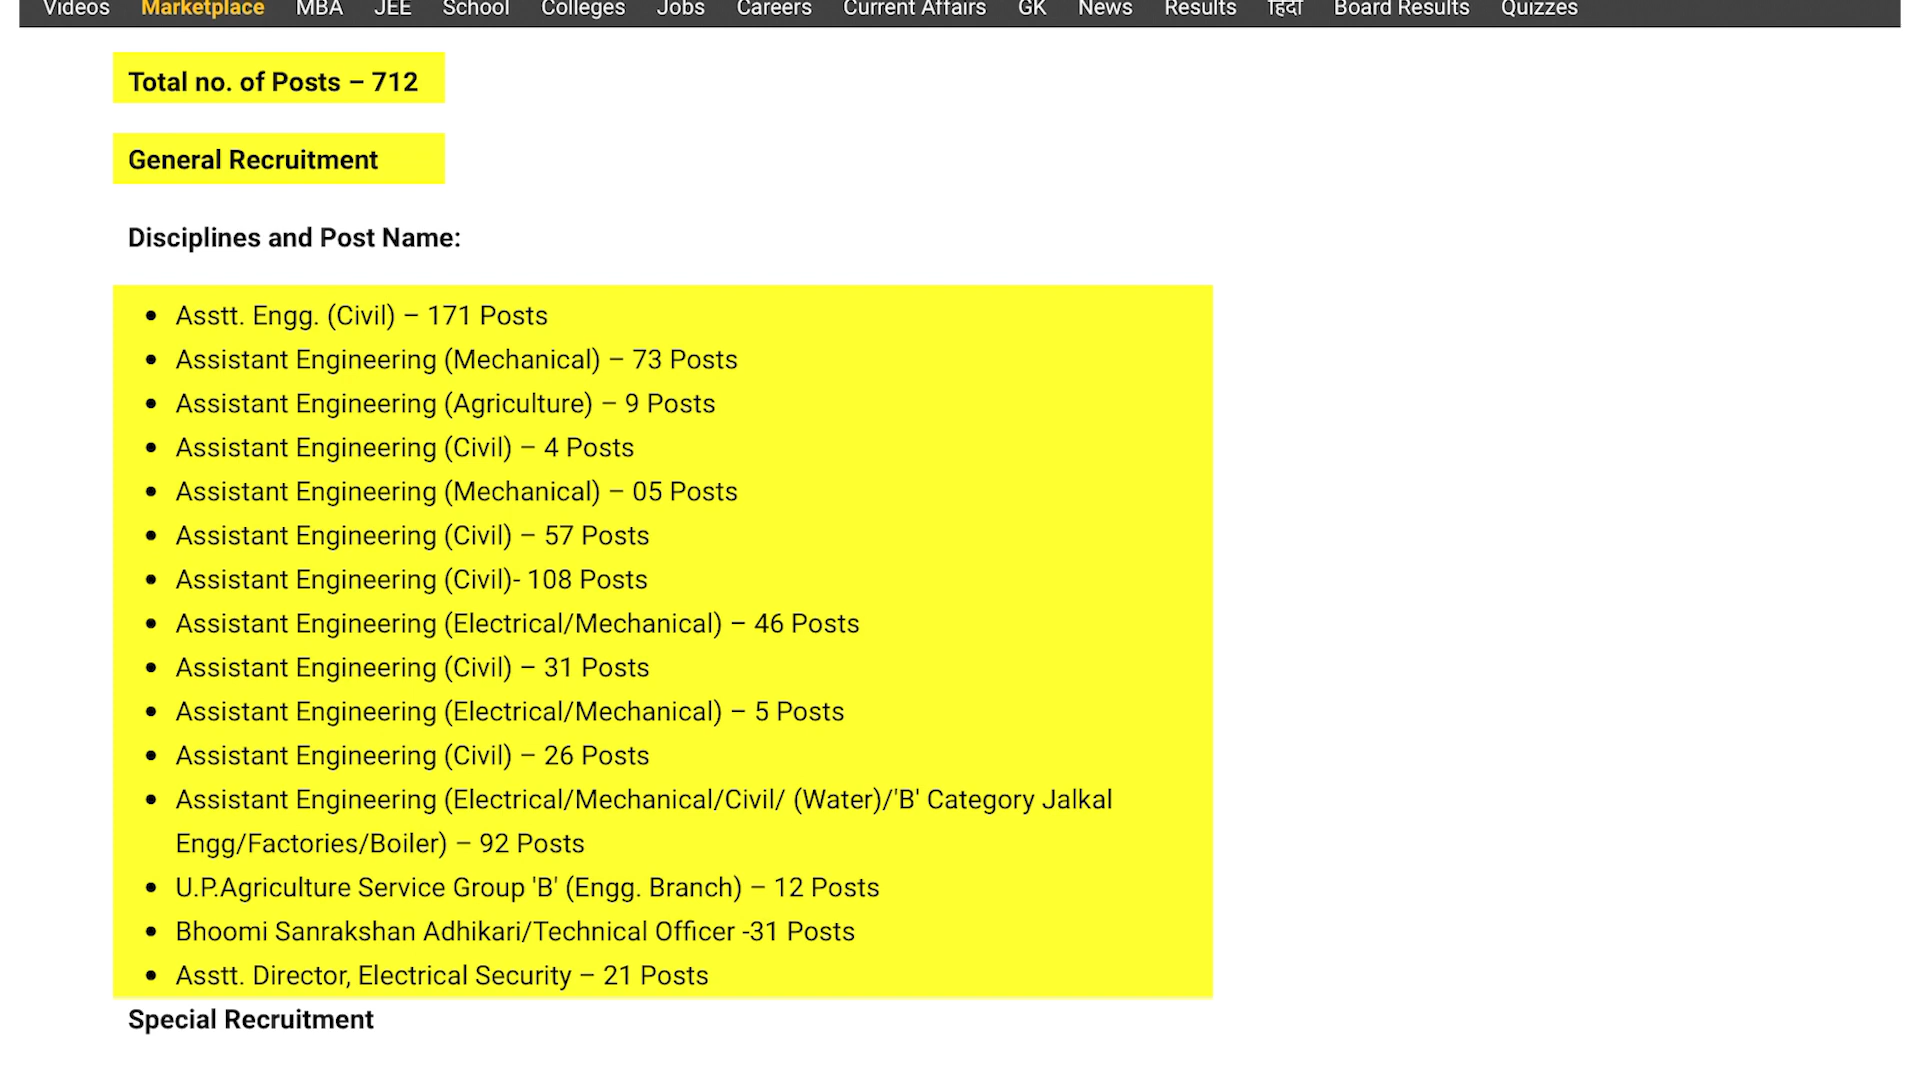 Videos Marketplace MBA JEE School Colleges Jobs Careers Current Affairs GK News Results हिंदी Board Results Quizzes
Total no. of Posts – 712
General Recruitment
Disciplines and Post Name:
• Asstt. Engg. (Civil) – 171 Posts
• Assistant Engineering (Mechanical) – 73 Posts
• Assistant Engineering (Agriculture) – 9 Posts
• Assistant Engineering (Civil) – 4 Posts
• Assistant Engineering (Mechanical) – 05 Posts
• Assistant Engineering (Civil) – 57 Posts
• Assistant Engineering (Civil)- 108 Posts
• Assistant Engineering (Electrical/Mechanical) – 46 Posts
• Assistant Engineering (Civil) – 31 Posts
• Assistant Engineering (Electrical/Mechanical) – 5 Posts
• Assistant Engineering (Civil) – 26 Posts
• Assistant Engineering (Electrical/Mechanical/Civil/ (Water)/'B' Category Jalkal
Engg/Factories/Boiler) – 92 Posts
• U.P.Agriculture Service Group 'B' (Engg. Branch) – 12 Posts
• Bhoomi Sanrakshan Adhikari/Technical Officer -31 Posts
• Asstt. Director, Electrical Security – 21 Posts
Special Recruitment